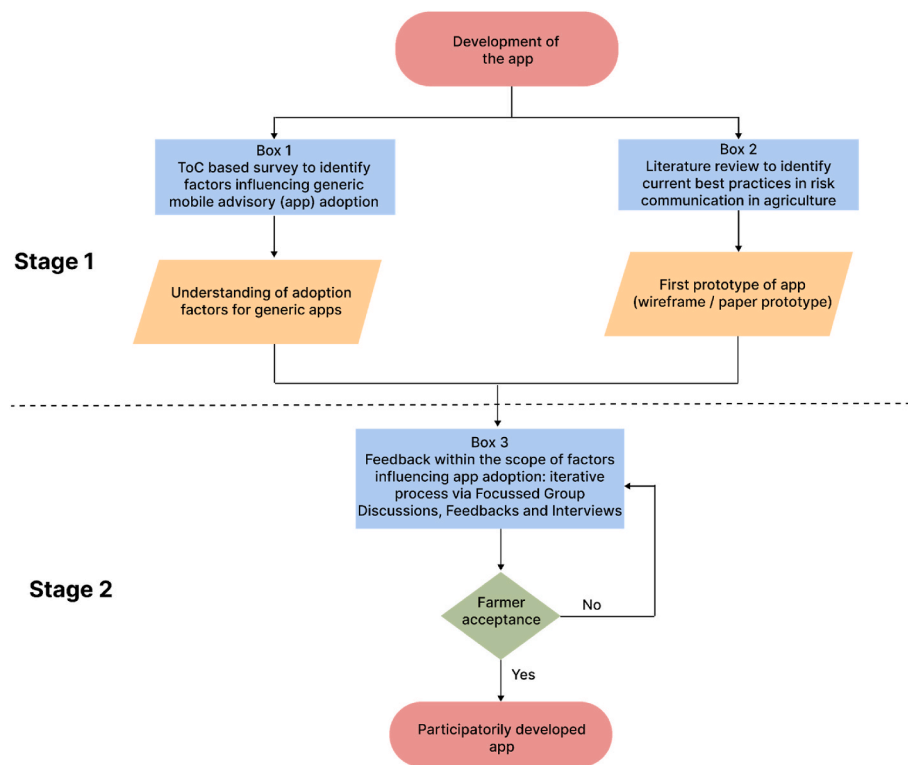 Development of
the app
Box 1
ToC based survey to identify
factors influencing generic
mobile advisory (app) adoption
Box 2
Literature review to identify
current best practices in risk
communication in agriculture
Stage 1
Understanding of adoption
factors for generic apps
First prototype of app
(wireframe / paper prototype)
Box 3
Feedback within the scope of factors
influencing app adoption: iterative
process via Focussed Group
Discussions, Feedbacks and Interviews
Stage 2
Farmer
acceptance
No
Yes
Participatorily developed
app